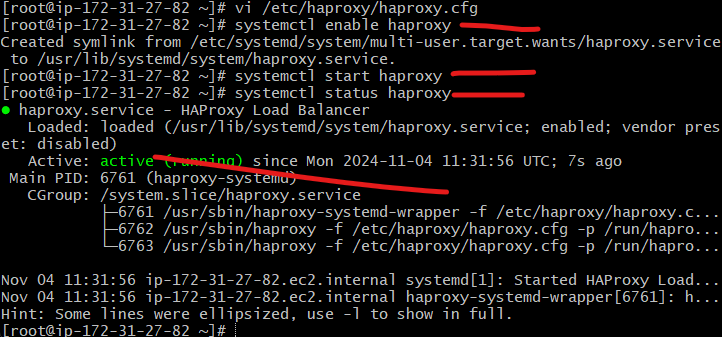 [root@ip-172-31-27-82 ~]# vi /etc/haproxy/haproxy.cfg
[root@ip-172-31-27-82 ~]# systemctl enable haproxy
Created symlink from /etc/systemd/system/multi-user.target.wants/haproxy.service
 to /usr/lib/systemd/system/haproxy.service.
[root@ip-172-31-27-82 ~]# systemctl start haproxy
[root@ip-172-31-27-82 ~]# systemctl status haproxy
● haproxy.service - HAProxy Load Balancer
   Loaded: loaded (/usr/lib/systemd/system/haproxy.service; enabled; vendor pres
et: disabled)
   Active: active (running) since Mon 2024-11-04 11:31:56 UTC; 7s ago
 Main PID: 6761 (haproxy-systemd)
   CGroup: /system.slice/haproxy.service
           ├─6761 /usr/sbin/haproxy-systemd-wrapper -f /etc/haproxy/haproxy.c...
           ├─6762 /usr/sbin/haproxy -f /etc/haproxy/haproxy.cfg -p /run/hapro...
           └─6763 /usr/sbin/haproxy -f /etc/haproxy/haproxy.cfg -p /run/hapro...
Nov 04 11:31:56 ip-172-31-27-82.ec2.internal systemd[1]: Started HAProxy Load...
Nov 04 11:31:56 ip-172-31-27-82.ec2.internal haproxy-systemd-wrapper[6761]: h...
Hint: Some lines were ellipsized, use -l to show in full.
[root@ip-172-31-27-82 ~]#